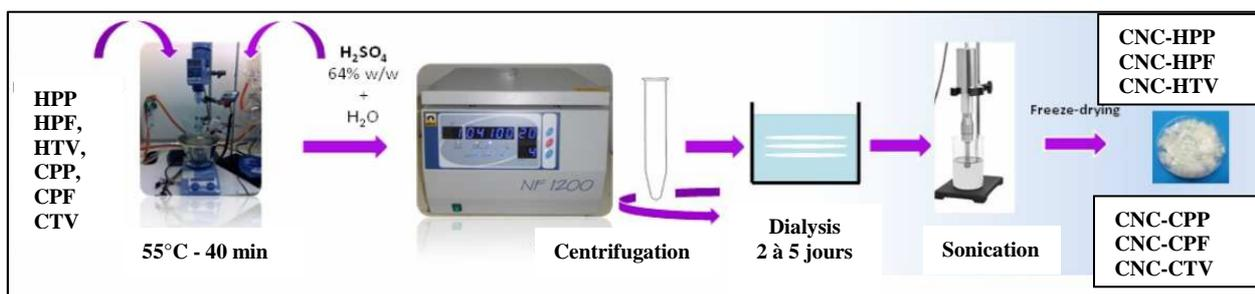 HPP
HPF,
HTV,
CPP,
CPF
CTV
55°C - 40 min
H₂SO₄
64% w/w
+
H₂O
NF 1200
Centrifugation
Dialysis
2 à 5 jours
Sonication
Freeze-drying
CNC-HPP
CNC-HPF
CNC-HTV
CNC-CPP
CNC-CPF
CNC-CTV